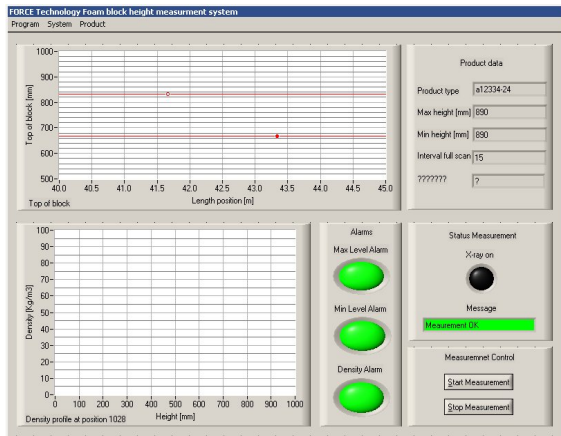 FORCE Technology Foam block height measurment system
Program System Product
1000
900
800
700
600
500
Top of block [mm]
40.0 40.5 41.0 41.5 42.0 42.5 43.0 43.5 44.0 44.5 45.0
Top of block
Length position [m]
Product data
Product type a12334-24
Max height [mm] 890
Min height [mm] 890
Interval full scan 15
??????? ?
100
90
80
70
60
50
40
30
20
10
0
Density [Kg/m3]
0 100 200 300 400 500 600 700 800 900 1000
Density profile at position 1028
Height [mm]
Alarms
Max Level Alarm
Min Level Alarm
Density Alarm
Status Measurement
X-ray on
Message
Meaurement OK
Measuremnet Control
Start Measurement
Stop Measurement